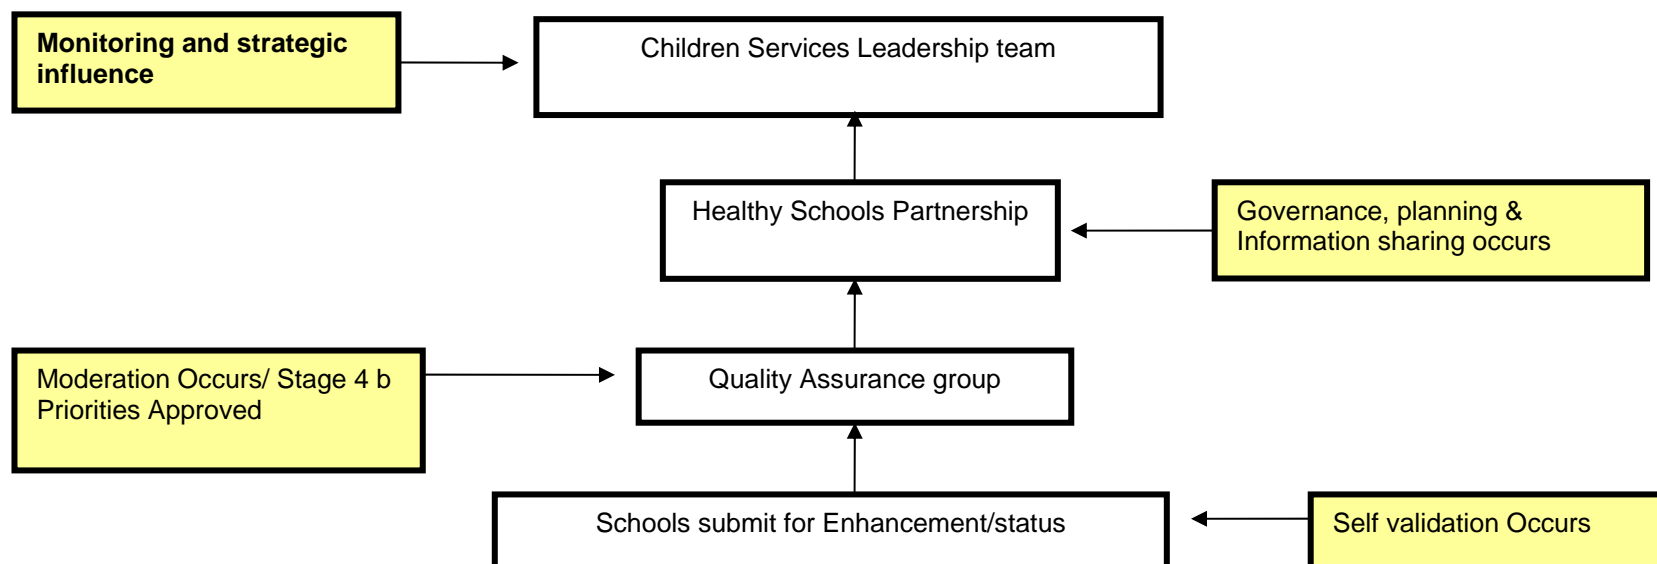 Monitoring and strategic
influence
Children Services Leadership team
Healthy Schools Partnership
Governance, planning &
Information sharing occurs
Moderation Occurs/ Stage 4 b
Priorities Approved
Quality Assurance group
Schools submit for Enhancement/status
Self validation Occurs